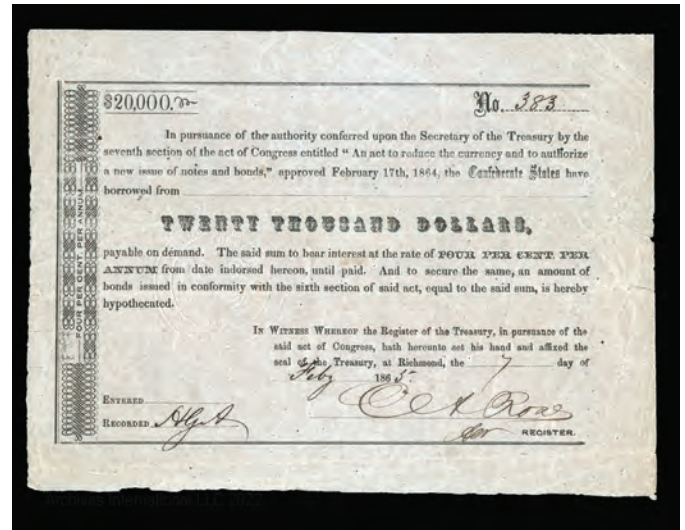 $20,000.
No. 383
In pursuance of the authority conferred upon the Secretary of the Treasury by the
seventh section of the act of Congress entitled “ An act to reduce the currency and to authorize
a new issue of notes and bonds,” approved February 17th, 1864, the Confederate States have
borrowed from
TWENTY THOUSAND DOLLARS,
payable on demand. The said sum to bear interest at the rate of FOUR PER CENT. PER
ANNUM from date indorsed hereon, until paid. And to secure the same, an amount of
bonds issued in conformity with the sixth section of said act, equal to the said sum, is hereby
hypothecated.
IN WITNESS WHEREOF the Register of the Treasury, in pursuance of the
said act of Congress, hath hereunto set his hand and affixed the
seal of the Treasury, at Richmond, the 7 day of
Feby 1865.
ENTERED
RECORDED
REGISTER.
FOUR PER CENT. PER ANNUM.
Archives International LLC 2022